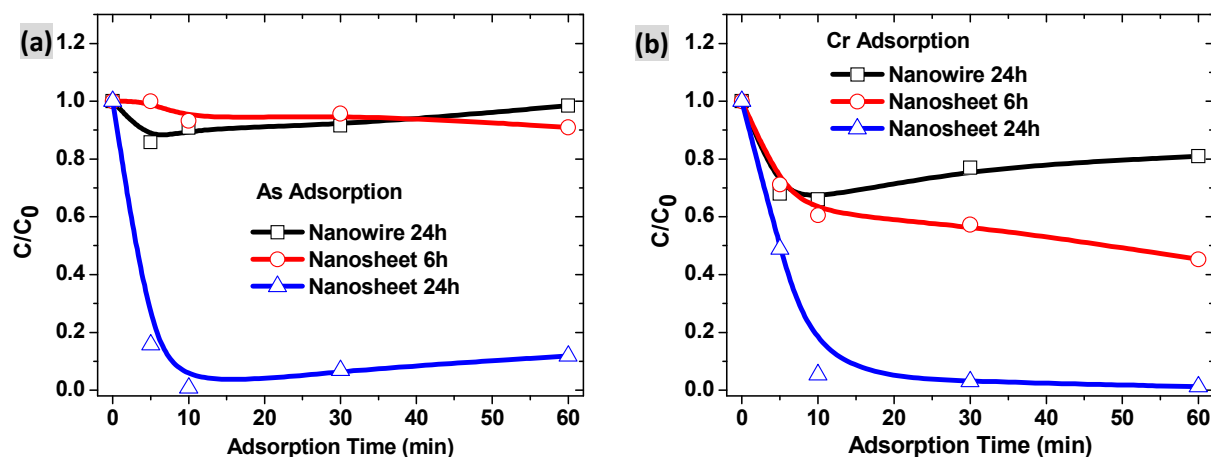 (a)
C/C0
1.2
1.0
0.8
0.6
0.4
0.2
0.0
As Adsorption
Nanowire 24h
Nanosheet 6h
Nanosheet 24h
0 10 20 30 40 50 60
Adsorption Time (min)
(b)
C/C0
1.2
1.0
0.8
0.6
0.4
0.2
0.0
Cr Adsorption
Nanowire 24h
Nanosheet 6h
Nanosheet 24h
0 10 20 30 40 50 60
Adsorption Time (min)